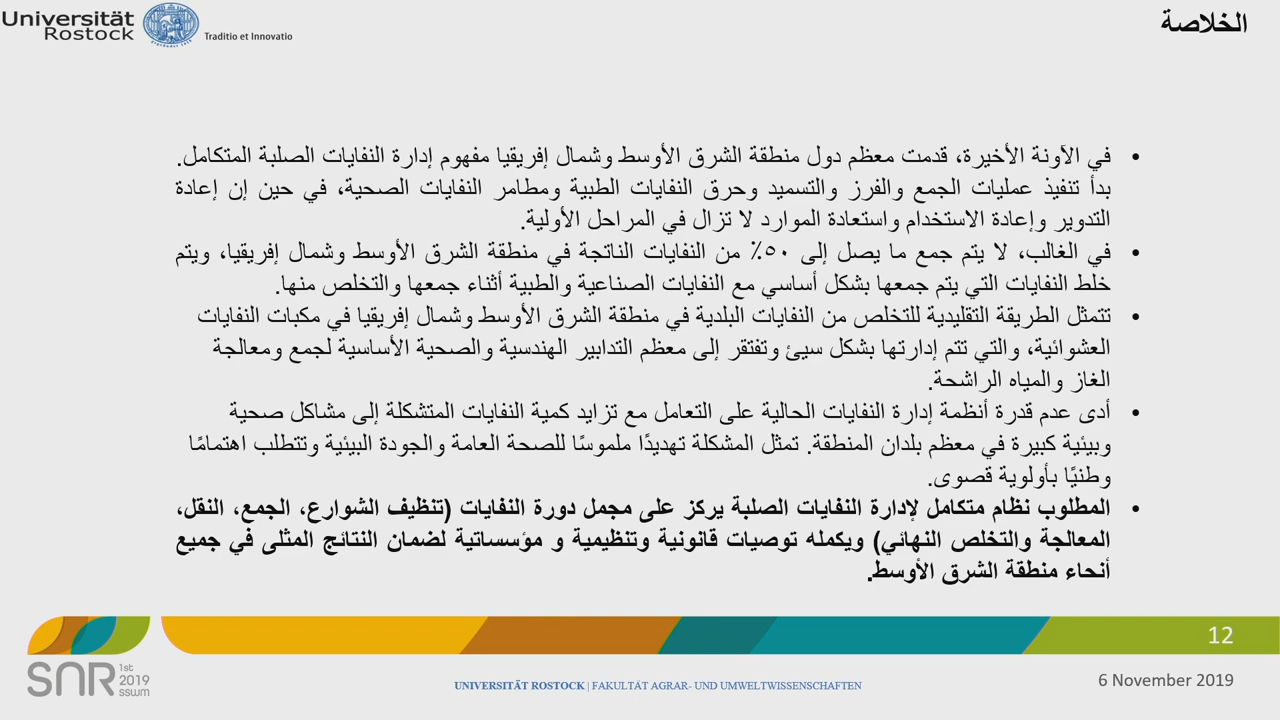 Universität
Rostock
Traditio et Innovatio
الخلاصة
• في الآونة الأخيرة، قدمت معظم دول منطقة الشرق الأوسط وشمال إفريقيا مفهوم إدارة النفايات الصلبة المتكامل.
بدأ تنفيذ عمليات الجمع والفرز والتسميد وحرق النفايات الطبية ومطامر النفايات الصحية، في حين إن إعادة
التدوير وإعادة الاستخدام واستعادة الموارد لا تزال في المراحل الأولية.
• في الغالب، لا يتم جمع ما يصل إلى ٥٠٪ من النفايات الناتجة في منطقة الشرق الأوسط وشمال إفريقيا، ويتم
خلط النفايات التي يتم جمعها بشكل أساسي مع النفايات الصناعية والطبية أثناء جمعها والتخلص منها.
• تتمثل الطريقة التقليدية للتخلص من النفايات البلدية في منطقة الشرق الأوسط وشمال إفريقيا في مكبات النفايات
العشوائية، والتي تتم إدارتها بشكل سيئ وتفتقر إلى معظم التدابير الهندسية والصحية الأساسية لجمع ومعالجة
الغاز والمياه الراشحة.
• أدى عدم قدرة أنظمة إدارة النفايات الحالية على التعامل مع تزايد كمية النفايات المتشكلة إلى مشاكل صحية
وبيئية كبيرة في معظم بلدان المنطقة. تمثل المشكلة تهديدًا ملموسًا للصحة العامة والجودة البيئية وتتطلب اهتمامًا
وطنيًا بأولوية قصوى.
• المطلوب نظام متكامل لإدارة النفايات الصلبة يركز على مجمل دورة النفايات (تنظيف الشوارع، الجمع، النقل،
المعالجة والتخلص النهائي) ويكمله توصيات قانونية وتنظيمية و مؤسساتية لضمان النتائج المثلى في جميع
أنحاء منطقة الشرق الأوسط.
12
SNR
1st
2019
sswm
UNIVERSITÄT ROSTOCK | FAKULTÄT AGRAR- UND UMWELTWISSENSCHAFTEN
6 November 2019